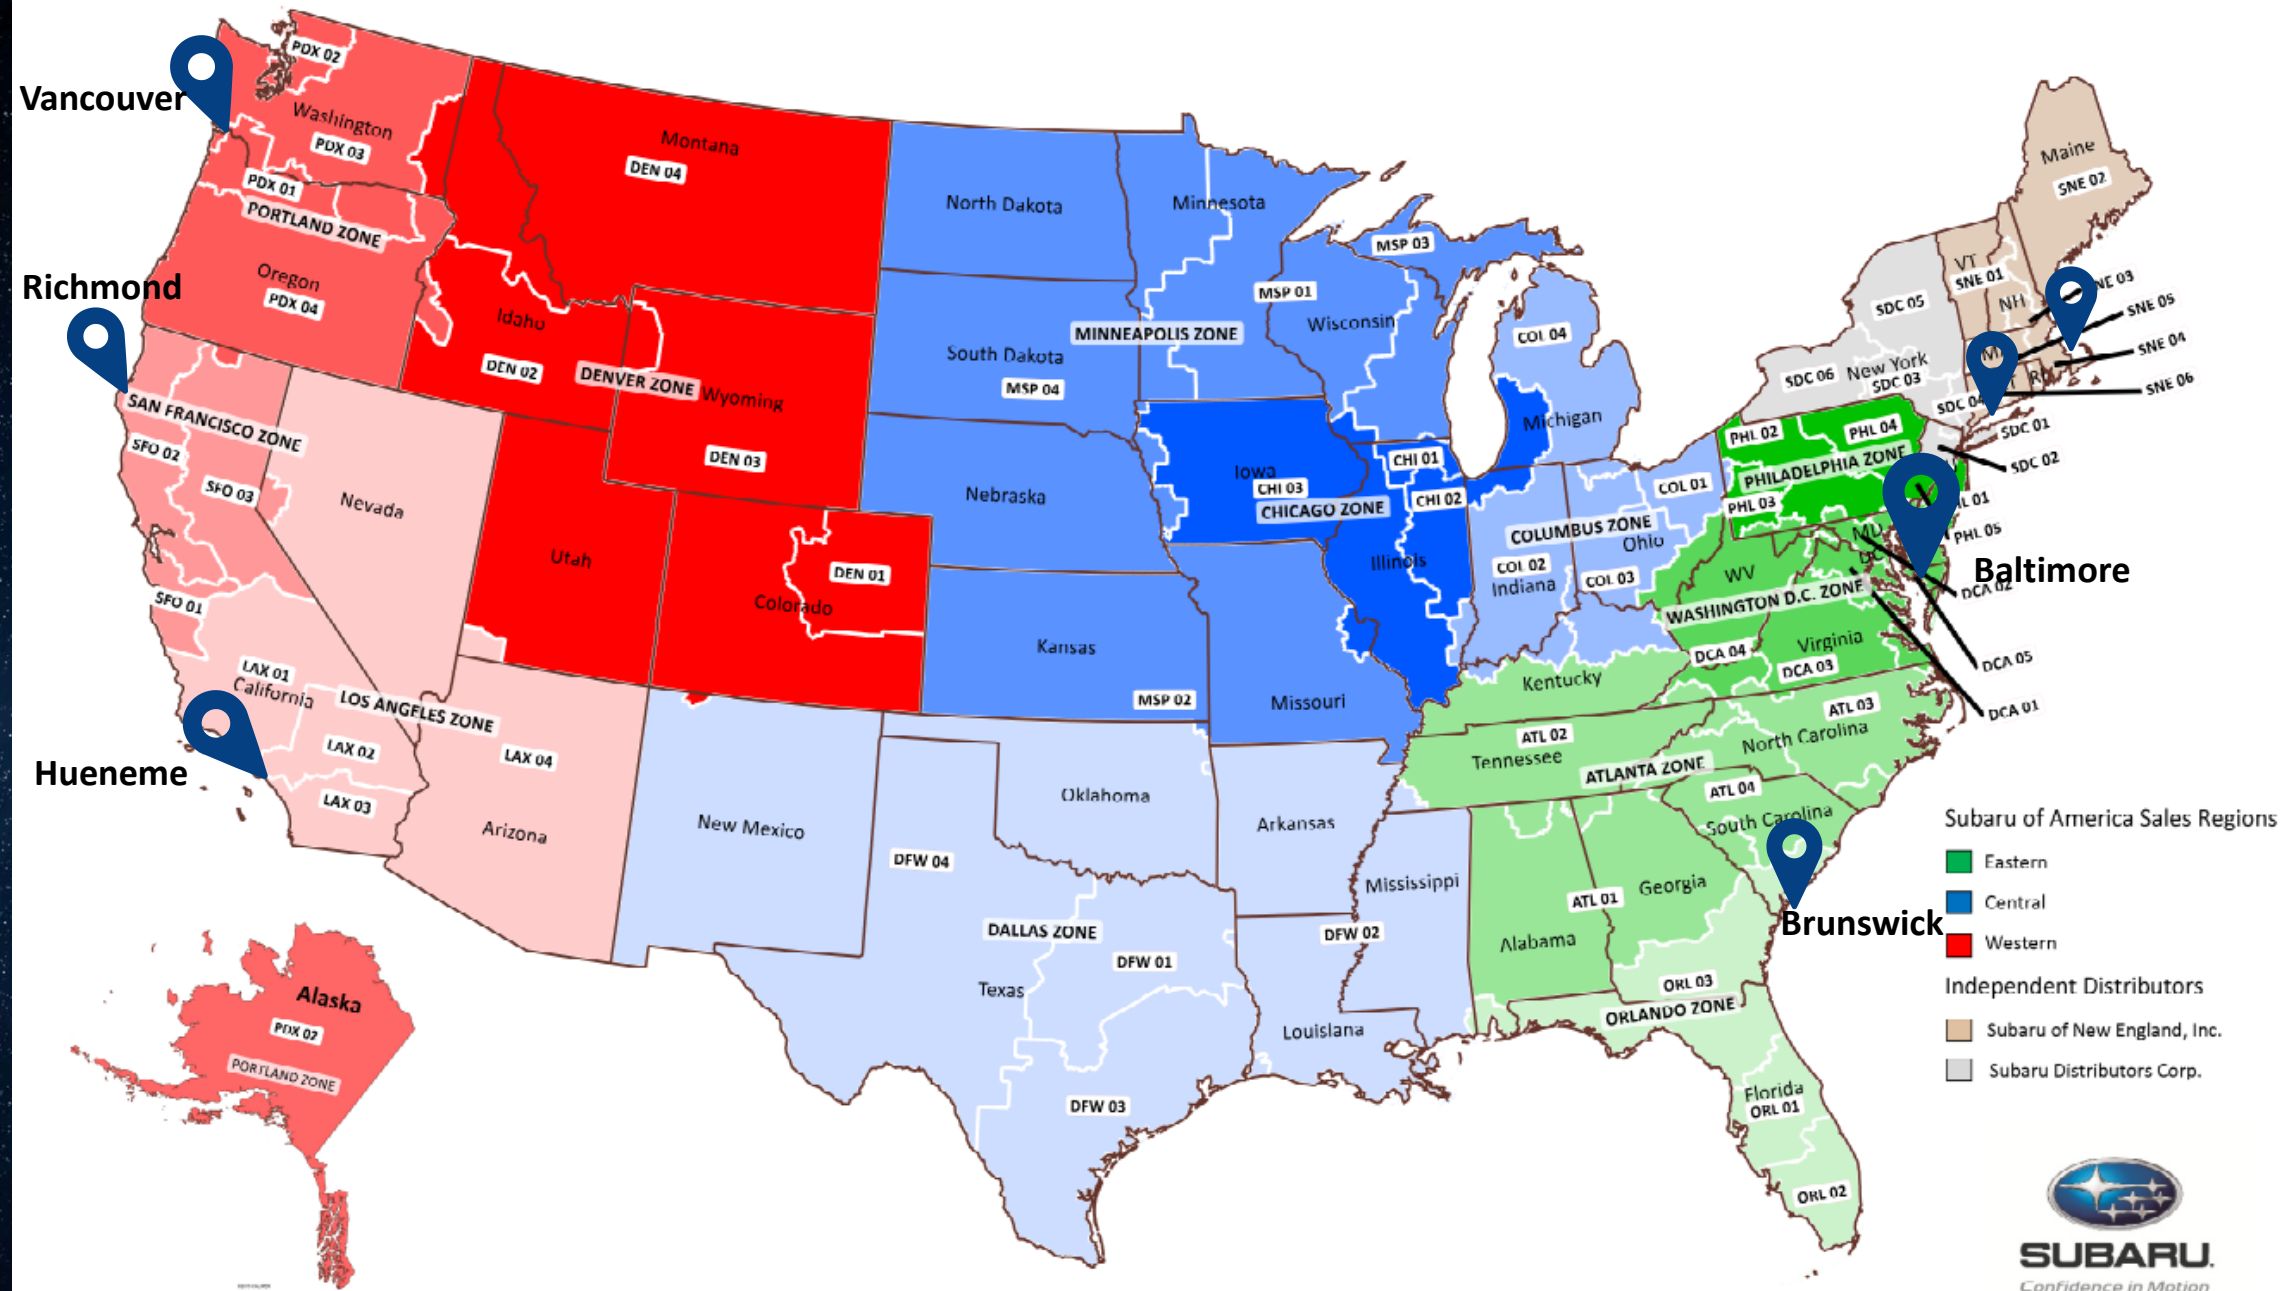 PDX 02
Vancouver
Washington
PDX 03
Montana
DEN 04
PDX 01
PORTLAND ZONE
Oregon
PDX 04
Richmond
Idaho
DEN 02
DENVER ZONE
Wyoming
DEN 03
SAN FRANCISCO ZONE
SFO 02
SFO 03
SFO 01
Nevada
Utah
DEN 01
Colorado
LAX 01
California
LOS ANGELES ZONE
LAX 02
LAX 03
LAX 04
Hueneme
Arizona
Alaska
PDX 02
PORTLAND ZONE
North Dakota
Minnesota
MSP 03
MSP 01
Wisconsin
MINNEAPOLIS ZONE
South Dakota
MSP 04
Nebraska
Kansas
MSP 02
Missouri
Iowa
CHI 03
CHICAGO ZONE
CHI 01
CHI 02
Illinois
COL 04
Michigan
COL 01
COLUMBUS ZONE
Ohio
COL 02
Indiana
COL 03
New Mexico
Oklahoma
Arkansas
DFW 04
DALLAS ZONE
DFW 01
Texas
DFW 03
DFW 02
Mississippi
Louisiana
Maine
SNE 02
VT
SNE 01
NH
NE 03
SNE 05
SNE 04
SNE 06
SDC 05
New York
SDC 06
SDC 03
SDC 04
SDC 01
SDC 02
PHL 02
PHL 04
PHILADELPHIA ZONE
PHL 03
L 01
PHL 05
MD
DC
WV
Baltimore
DCA 02
WASHINGTON D.C. ZONE
Virginia
DCA 04
DCA 03
DCA 05
DCA 01
Kentucky
ATL 03
North Carolina
ATL 02
Tennessee
ATLANTA ZONE
ATL 04
South Carolina
Georgia
ATL 01
Alabama
Brunswick
ORL 03
ORLANDO ZONE
Florida
ORL 01
ORL 02
Subaru of America Sales Regions
Eastern
Central
Western
Independent Distributors
Subaru of New England, Inc.
Subaru Distributors Corp.
SUBARU.
Confidence in Motion